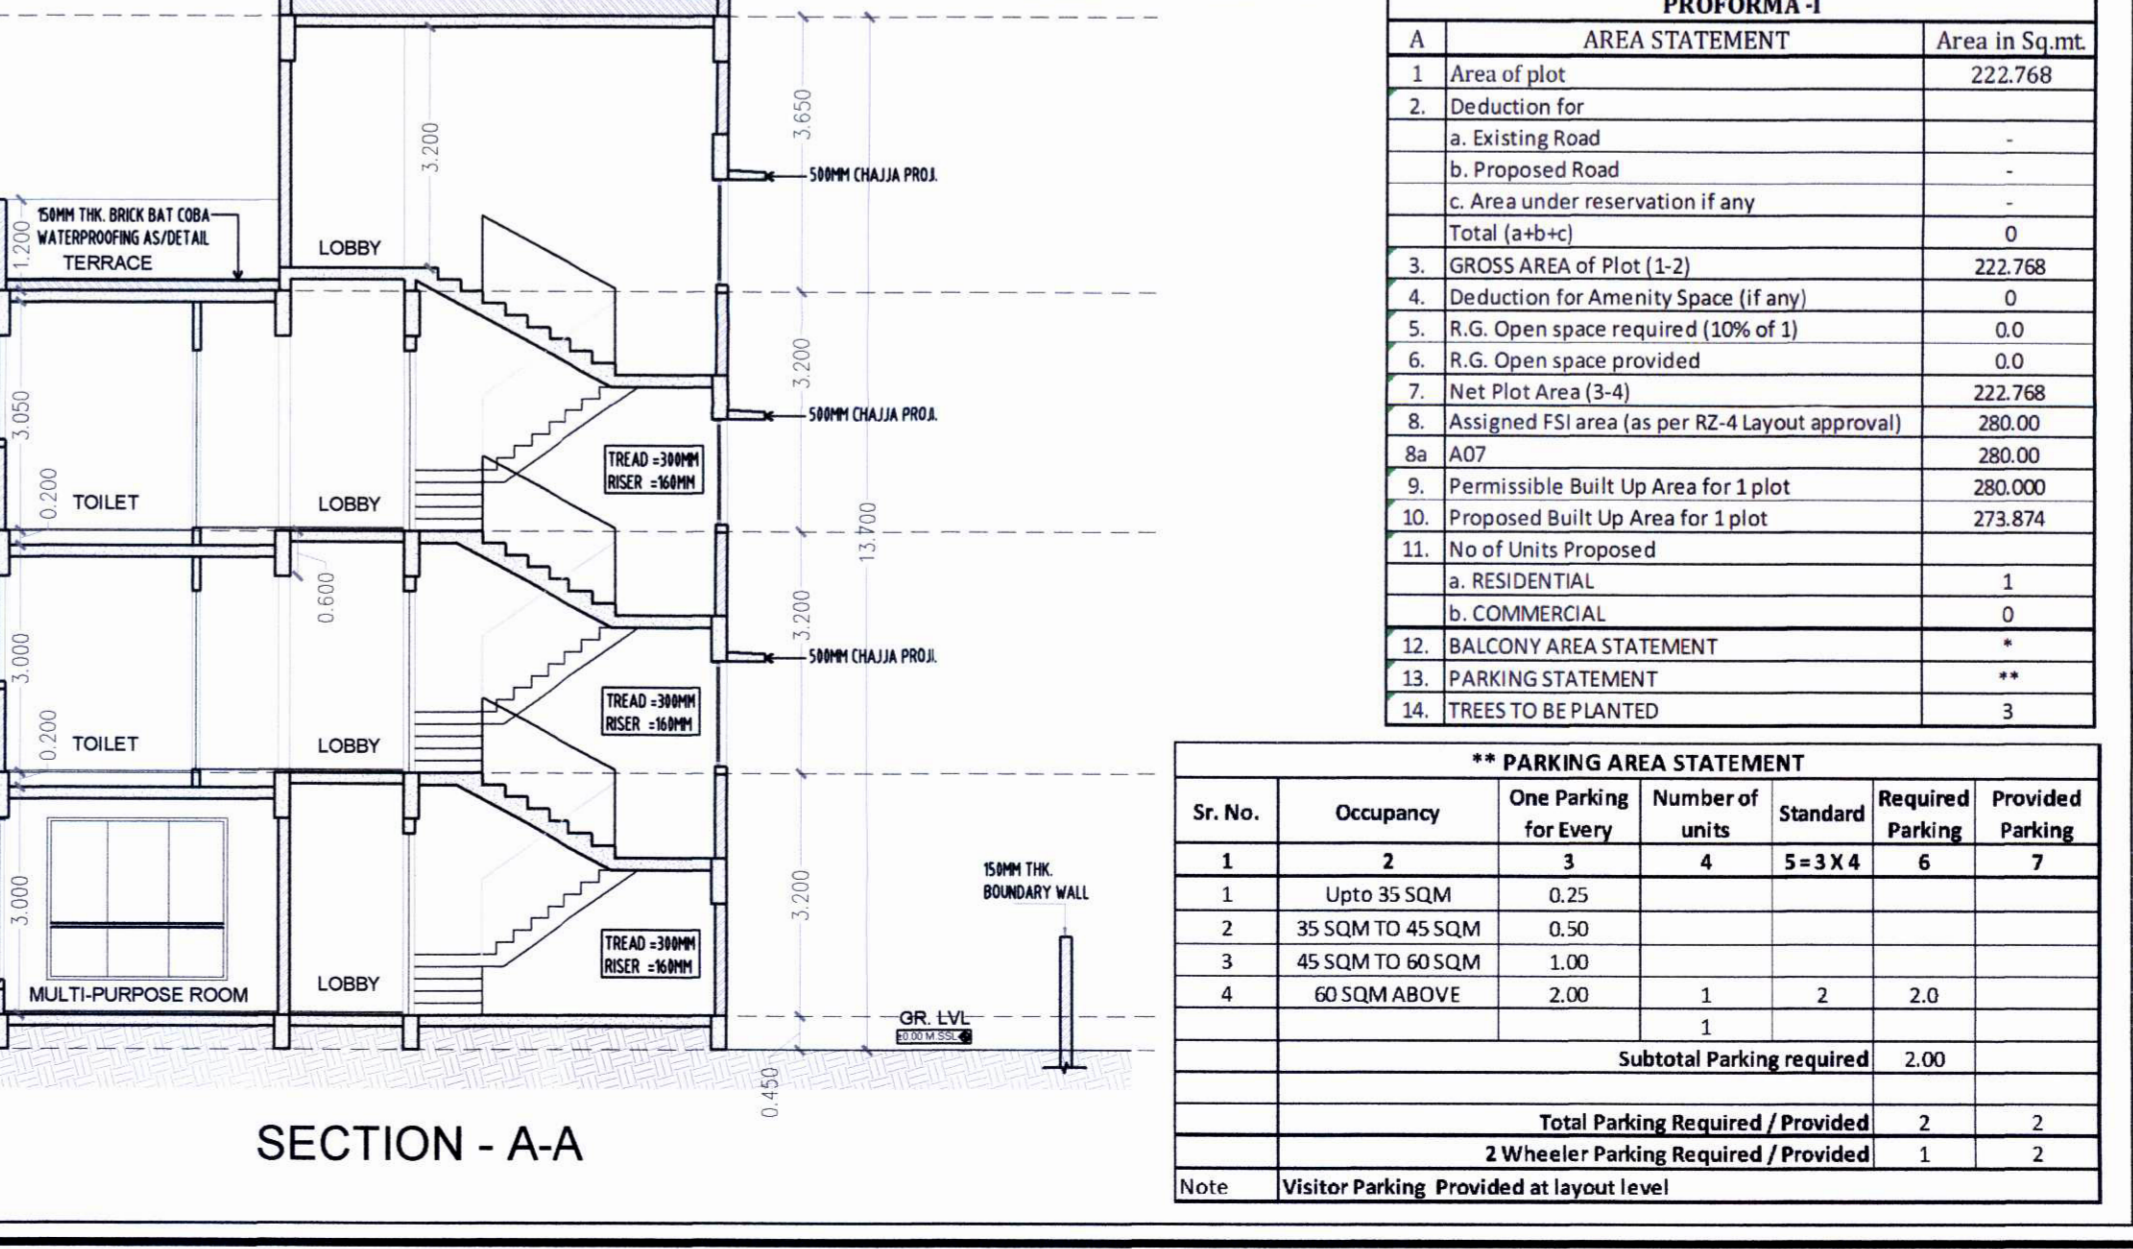 3.200
3.650
500MM CHAJJA PROJ.
150MM THK. BRICK BAT COBA
WATERPROOFING AS/DETAIL
TERRACE
1.200
LOBBY
3.200
500MM CHAJJA PROJ.
3.050
0.200
TOILET
LOBBY
TREAD =300MM
RISER =160MM
13.700
0.600
3.200
500MM CHAJJA PROJ.
3.000
0.200
TOILET
LOBBY
TREAD =300MM
RISER =160MM
3.200
3.000
MULTI-PURPOSE ROOM
LOBBY
TREAD =300MM
RISER =160MM
150MM THK.
BOUNDARY WALL
GR. LVL
±0.00 M.SSL
0.450
SECTION - A-A
PROFORMA -I
A AREA STATEMENT Area in Sq.mt.
1 Area of plot 222.768
2. Deduction for
a. Existing Road -
b. Proposed Road -
c. Area under reservation if any -
Total (a+b+c) 0
3. GROSS AREA of Plot (1-2) 222.768
4. Deduction for Amenity Space (if any) 0
5. R.G. Open space required (10% of 1) 0.0
6. R.G. Open space provided 0.0
7. Net Plot Area (3-4) 222.768
8. Assigned FSI area (as per RZ-4 Layout approval) 280.00
8a A07 280.00
9. Permissible Built Up Area for 1 plot 280.000
10. Proposed Built Up Area for 1 plot 273.874
11. No of Units Proposed
a. RESIDENTIAL 1
b. COMMERCIAL 0
12. BALCONY AREA STATEMENT *
13. PARKING STATEMENT **
14. TREES TO BE PLANTED 3
** PARKING AREA STATEMENT
Sr. No. Occupancy One Parking for Every Number of units Standard Required Parking Provided Parking
1 2 3 4 5=3X4 6 7
1 Upto 35 SQM 0.25
2 35 SQM TO 45 SQM 0.50
3 45 SQM TO 60 SQM 1.00
4 60 SQM ABOVE 2.00 1 2 2.0
1
Subtotal Parking required 2.00
Total Parking Required / Provided 2 2
2 Wheeler Parking Required / Provided 1 2
Note Visitor Parking Provided at layout level